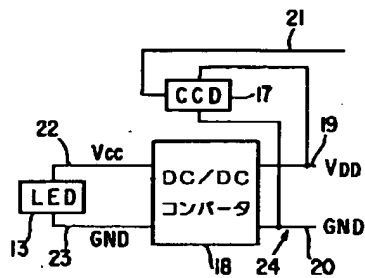 21
CCD
17
22
VCC
19
VDD
LED
DC/DC
コンバータ
13
23
GND
18
24
GND
20